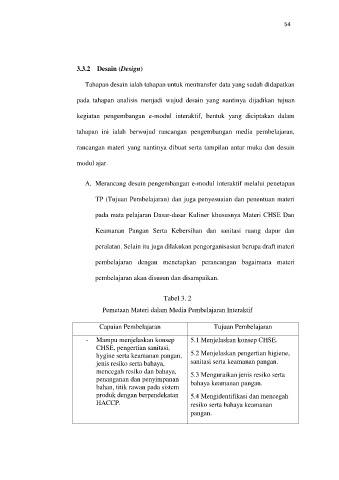 54
3.3.2 Desain (Design)
Tahapan desain ialah tahapan untuk mentransfer data yang sudah didapatkan
pada tahapan analisis menjadi wujud desain yang nantinya dijadikan tujuan
kegiatan pengembangan e-modul interaktif, bentuk yang diciptakan dalam
tahapan ini ialah berwujud rancangan pengembangan media pembelajaran,
rancangan materi yang nantinya dibuat serta tampilan antar muka dan desain
modul ajar.
A. Merancang desain pengembangan e-modul interaktif melalui penetapan
TP (Tujuan Pembelajaran) dan juga penyesuaian dan penentuan materi
pada mata pelajaran Dasar-dasar Kuliner khususnya Materi CHSE Dan
Keamanan Pangan Serta Kebersihan dan sanitasi ruang dapur dan
peralatan. Selain itu juga dilakukan pengorganisasian berupa draft materi
pembelajaran dengan menetapkan perancangan bagaimana materi
pembelajaran akan disusun dan disampaikan.
Tabel 3. 2
Pemetaan Materi dalam Media Pembelajaran Interaktif
Capaian Pembelajaran Tujuan Pembelajaran
- Mampu menjelaskan konsep
CHSE, pengertian sanitasi,
hygine serta keamanan pangan,
jenis resiko serta bahaya,
mencegah resiko dan bahaya,
penanganan dan penyimpanan
bahan, titik rawan pada sistem
produk dengan berpendekatan
HACCP.
5.1 Menjelaskan konsep CHSE.
5.2 Menjelaskan pengertian higiene,
sanitasi serta keamanan pangan.
5.3 Menguraikan jenis resiko serta
bahaya keamanan pangan.
5.4 Mengidentifikasi dan mencegah
resiko serta bahaya keamanan
pangan.